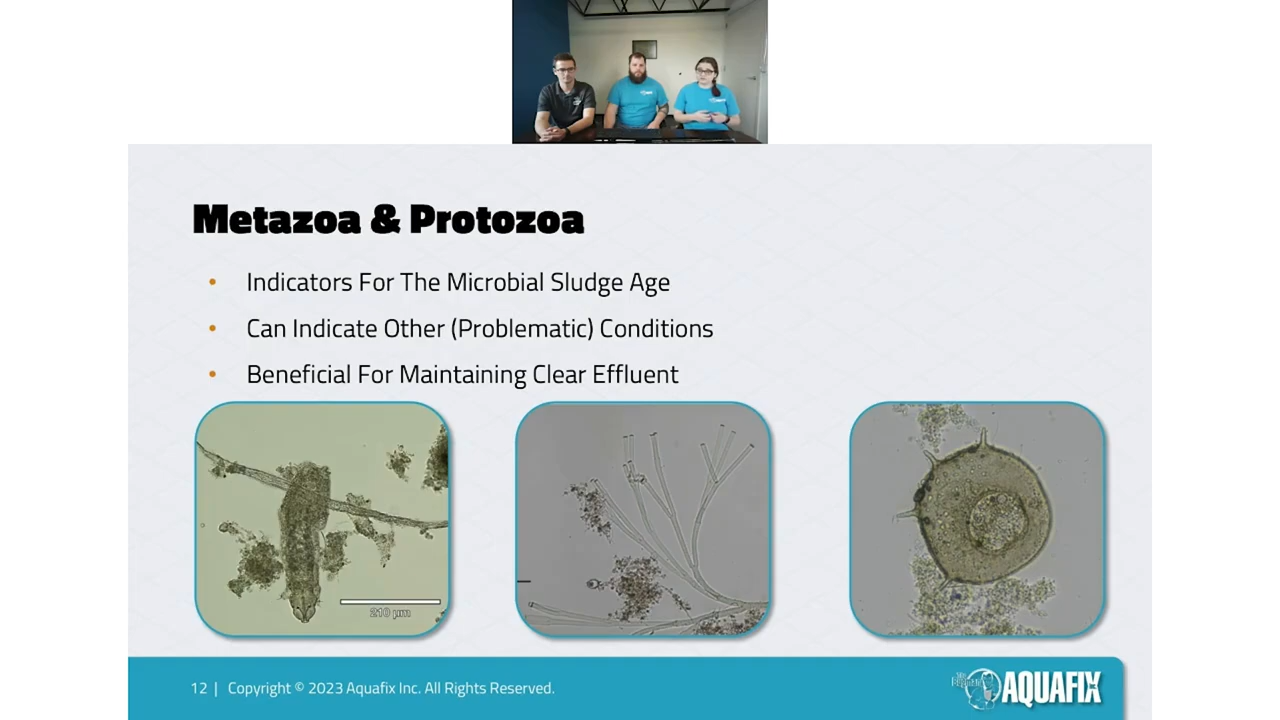 Metazoa & Protozoa
• Indicators For The Microbial Sludge Age
• Can Indicate Other (Problematic) Conditions
• Beneficial For Maintaining Clear Effluent
210 µm
12 | Copyright © 2023 Aquafix Inc. All Rights Reserved.
AQUAFIX